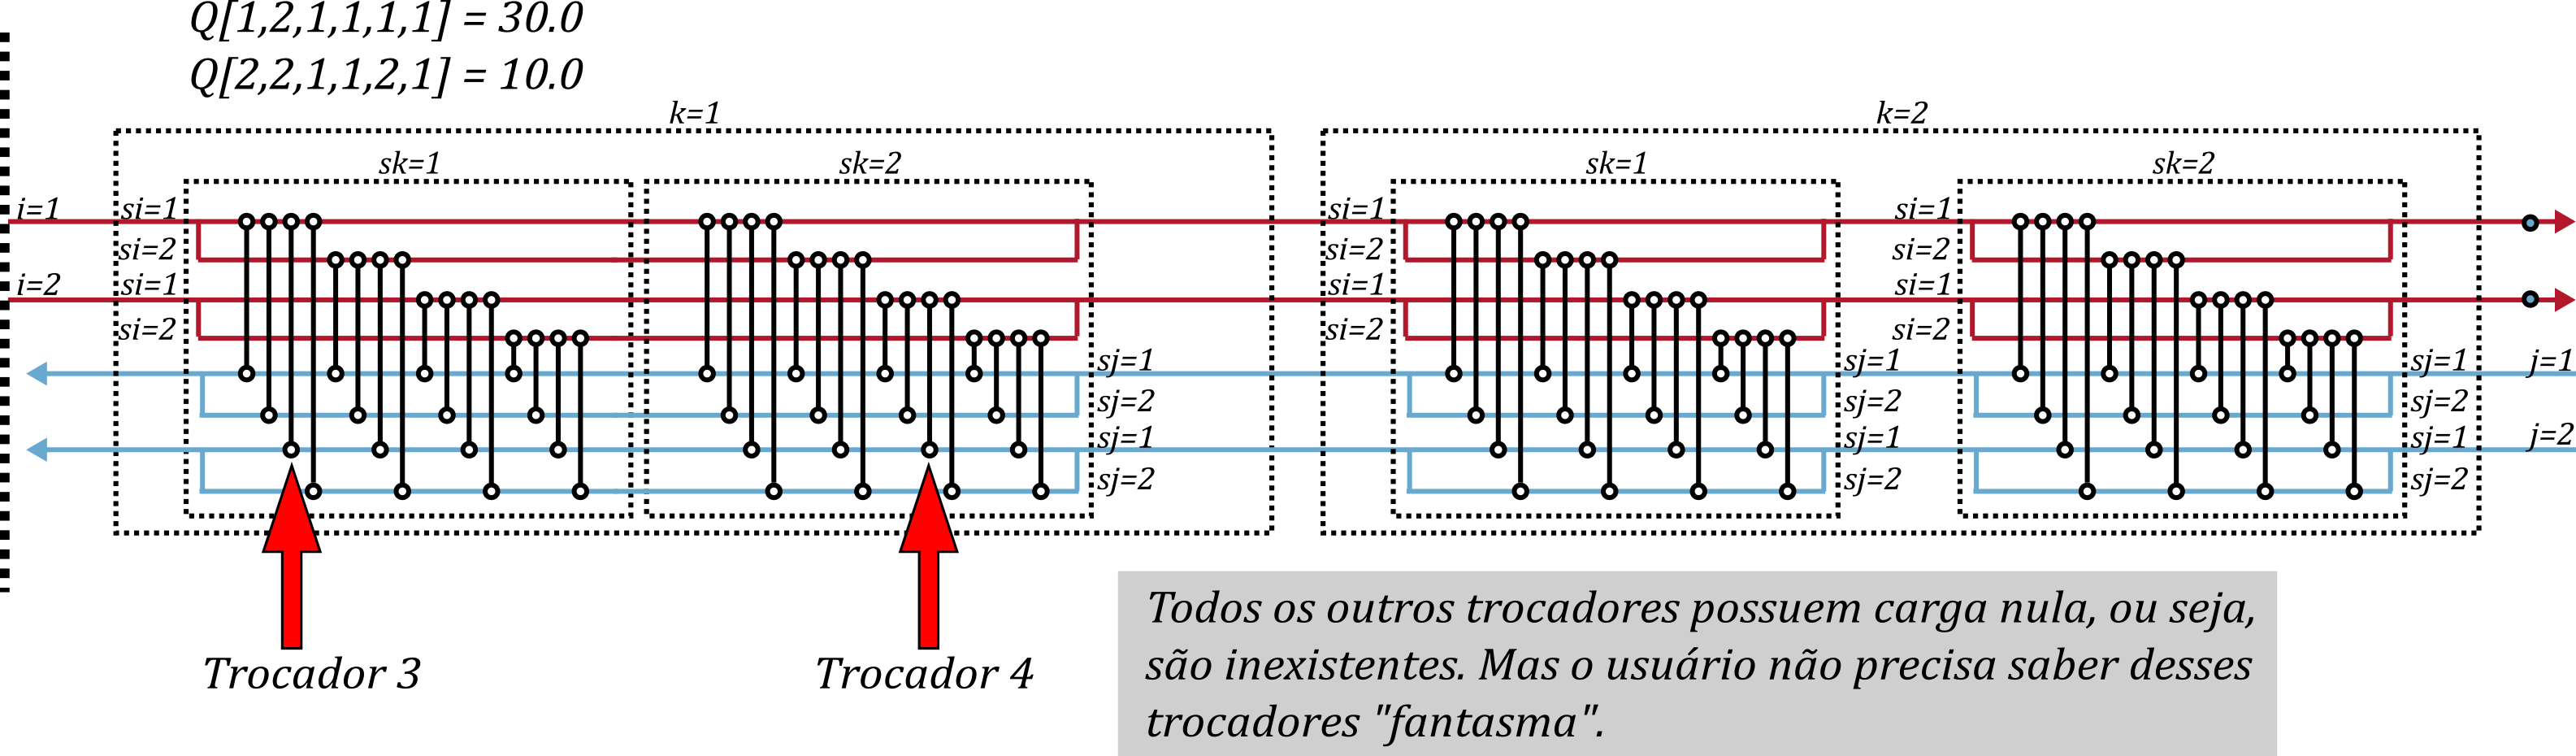 Q[1,2,1,1,1,1] = 30.0
Q[2,2,1,1,2,1] = 10.0
k=1
k=2
sk=1
sk=2
sk=1
sk=2
i=1
si=1
si=1
si=1
si=2
si=2
si=2
i=2
si=1
si=1
si=1
si=2
si=2
si=2
sj=1
sj=1
sj=1
j=1
sj=2
sj=2
sj=2
sj=1
sj=1
sj=1
j=2
sj=2
sj=2
sj=2
Trocador 3
Trocador 4
Todos os outros trocadores possuem carga nula, ou seja,
são inexistentes. Mas o usuário não precisa saber desses
trocadores "fantasma".